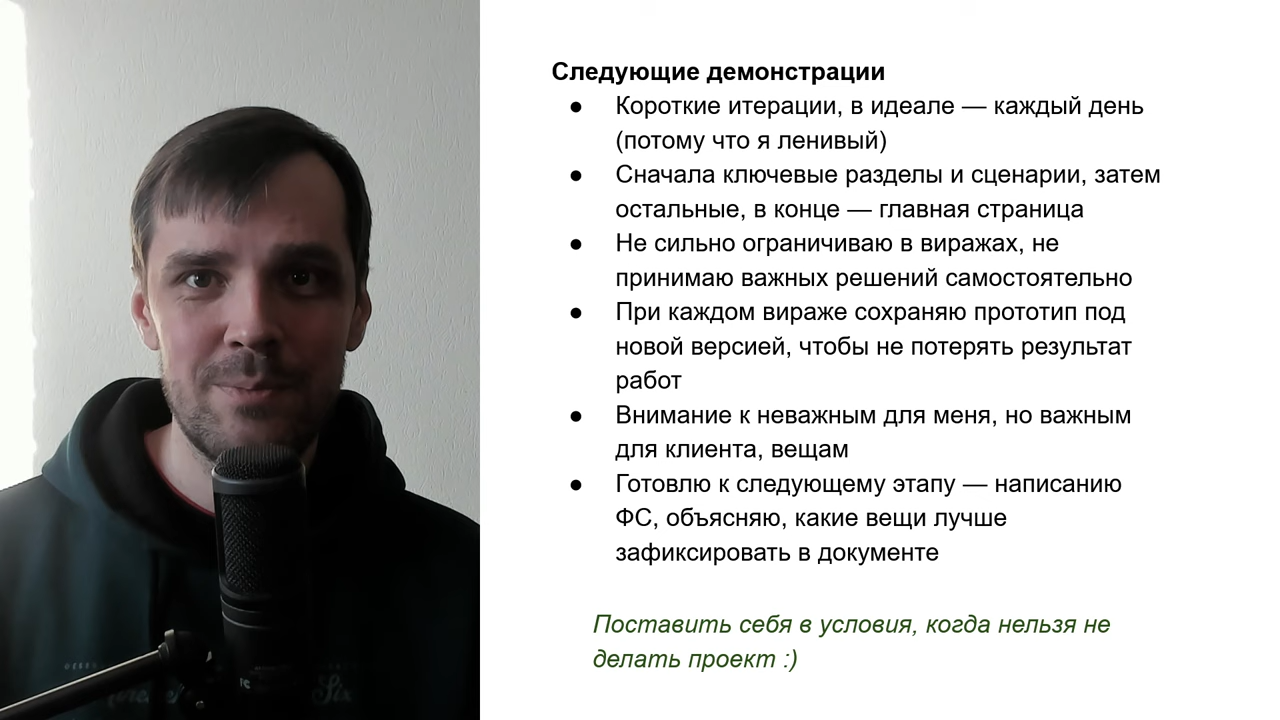 Следующие демонстрации
● Короткие итерации, в идеале — каждый день
(потому что я ленивый)
● Сначала ключевые разделы и сценарии, затем
остальные, в конце — главная страница
● Не сильно ограничиваю в виражах, не
принимаю важных решений самостоятельно
● При каждом вираже сохраняю прототип под
новой версией, чтобы не потерять результат
работ
● Внимание к неважным для меня, но важным
для клиента, вещам
● Готовлю к следующему этапу — написанию
ФС, объясняю, какие вещи лучше
зафиксировать в документе
Поставить себя в условия, когда нельзя не
делать проект :)